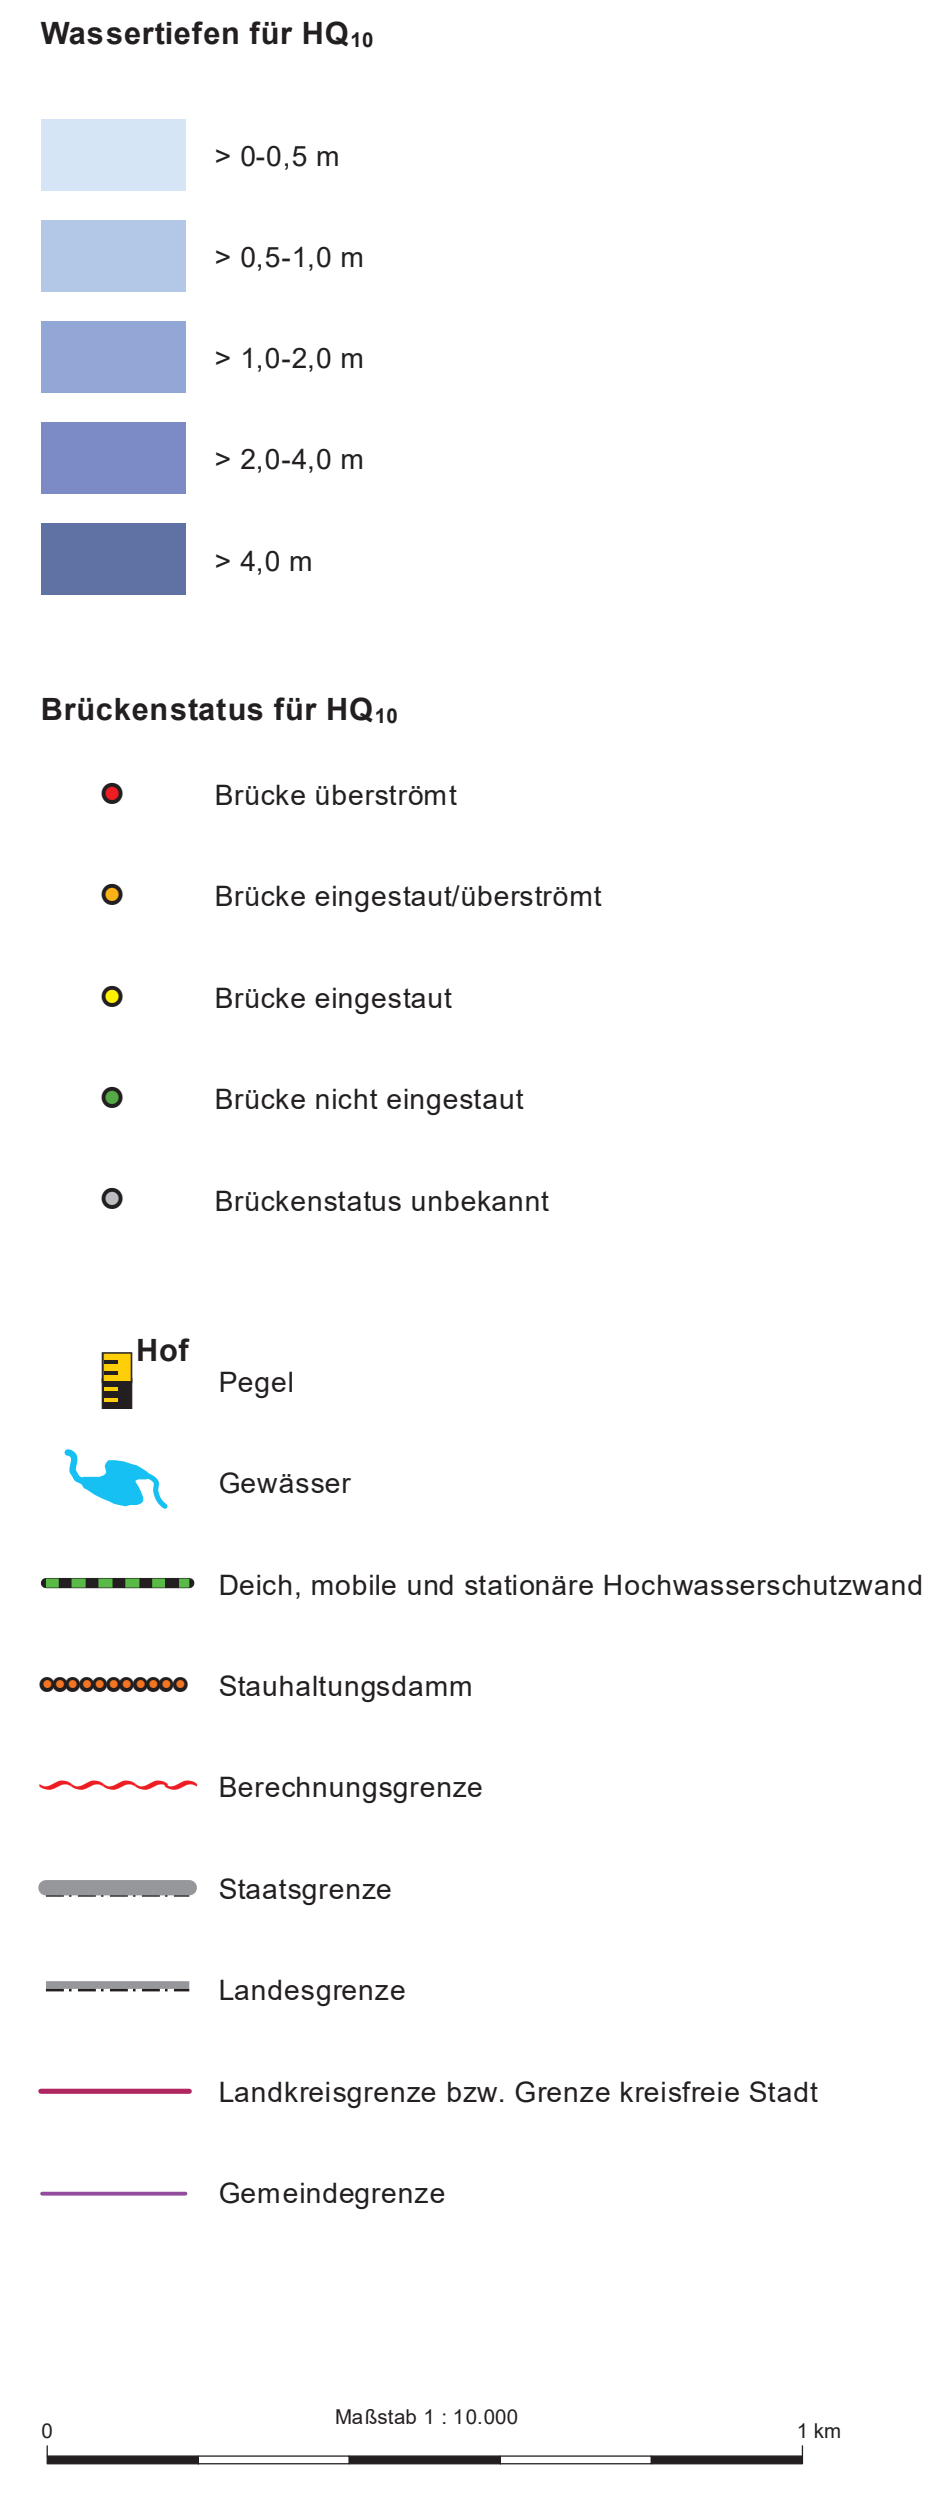 Wassertiefen für HQ₁₀
> 0-0,5 m
> 0,5-1,0 m
> 1,0-2,0 m
> 2,0-4,0 m
> 4,0 m
Brückenstatus für HQ₁₀
Brücke überströmt
Brücke eingestaut/überströmt
Brücke eingestaut
Brücke nicht eingestaut
Brückenstatus unbekannt
Hof
Pegel
Gewässer
Deich, mobile und stationäre Hochwasserschutzwand
Stauhaltungsdamm
Berechnungsgrenze
Staatsgrenze
Landesgrenze
Landkreisgrenze bzw. Grenze kreisfreie Stadt
Gemeindegrenze
Maßstab 1 : 10.000
0 1 km